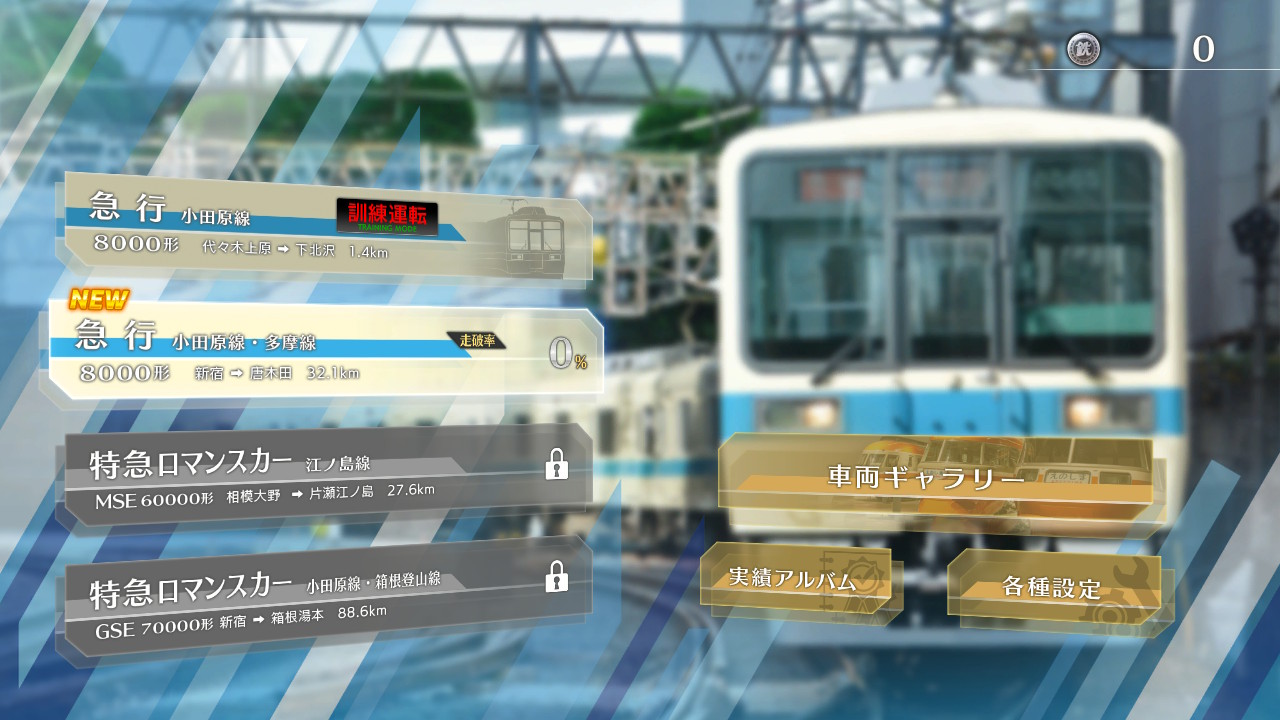 鉄 0
急行 小田原線 訓練運転
TRAINING MODE
8000形 代々木上原 ➡ 下北沢 1.4km
NEW
急行 小田原線・多摩線 走破率
0%
8000形 新宿 ➡ 唐木田 32.1km
特急ロマンスカー 江ノ島線
MSE 60000形 相模大野 ➡ 片瀬江ノ島 27.6km
特急ロマンスカー 小田原線・箱根登山線
GSE 70000形 新宿 ➡ 箱根湯本 88.6km
車両ギャラリー
実績アルバム
各種設定